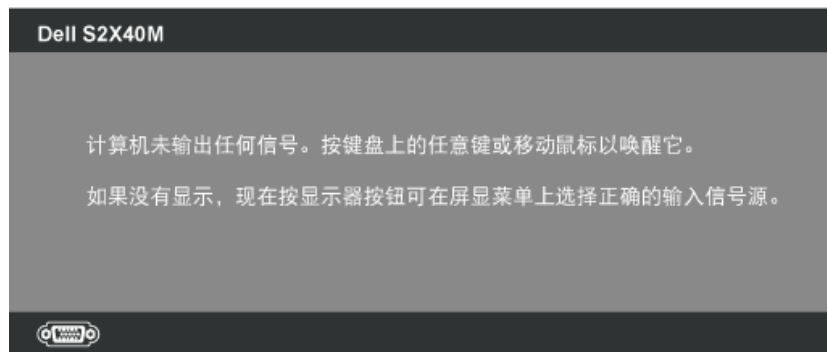 Dell S2X40M
计算机未输出任何信号。按键盘上的任意键或移动鼠标以唤醒它。
如果没有显示，现在按显示器按钮可在屏显菜单上选择正确的输入信号源。